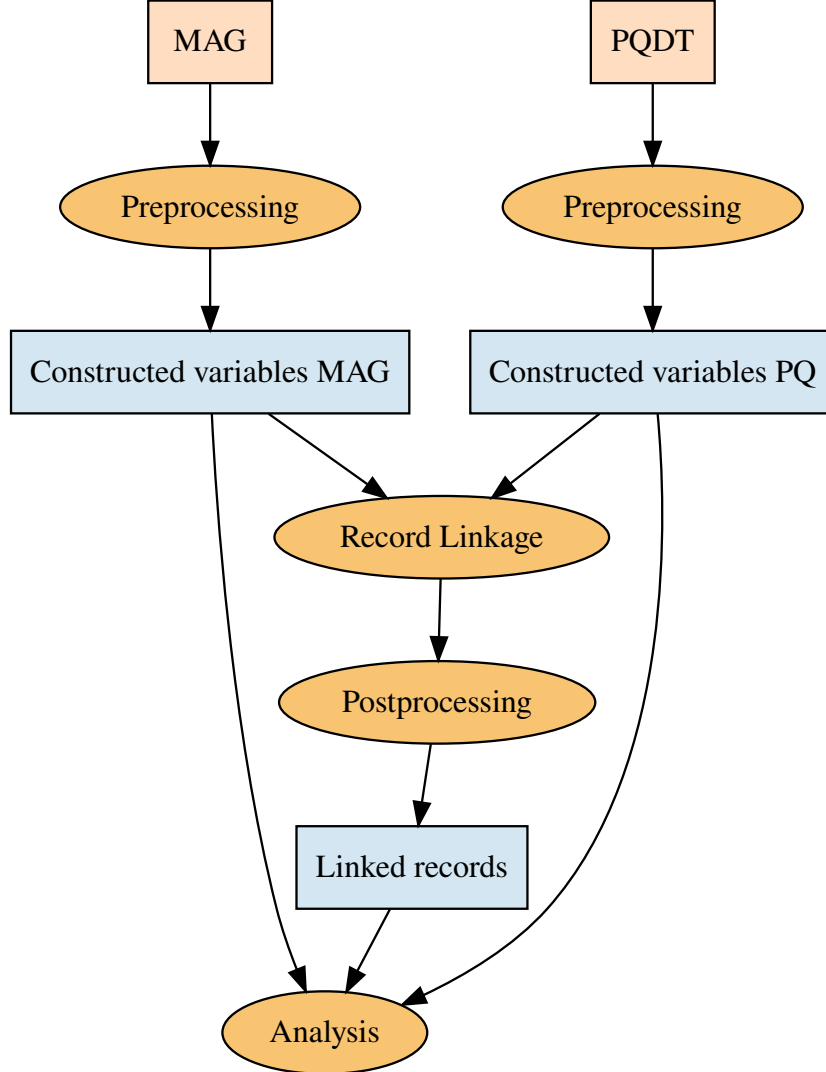 MAG
PQDT
Preprocessing
Preprocessing
Constructed variables MAG
Constructed variables PQ
Record Linkage
Postprocessing
Linked records
Analysis